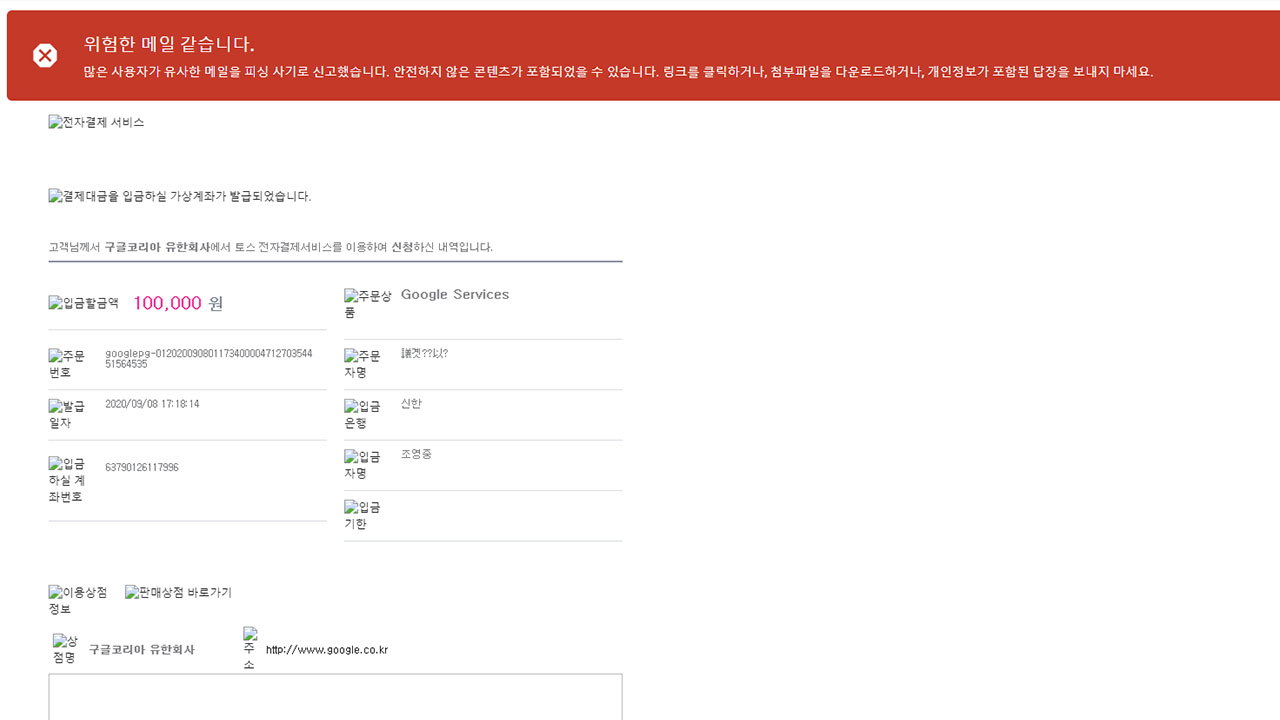 위험한 메일 같습니다.
많은 사용자가 유사한 메일을 피싱 사기로 신고했습니다. 안전하지 않은 콘텐츠가 포함되었을 수 있습니다. 링크를 클릭하거나, 첨부파일을 다운로드하거나, 개인정보가 포함된 답장을 보내지 마세요.
전자결제 서비스
결제대금을 입금하실 가상계좌가 발급되었습니다.
고객님께서 구글코리아 유한회사에서 토스 전자결제서비스를 이용하여 신청하신 내역입니다.
입금할금액 100,000 원
주문상
품
Google Services
주문
번호
googlepg-0120200908011734000004712703544
51564535
주문
자명
譲겟??以?
발급
일자
2020/09/08 17:18:14
입금
은행
신한
입금
하실 계
좌번호
63790126117996
입금
자명
조영중
입금
기한
이용상점
정보
판매상점 바로가기
상
점명
구글코리아 유한회사
주
소
http://www.google.co.kr